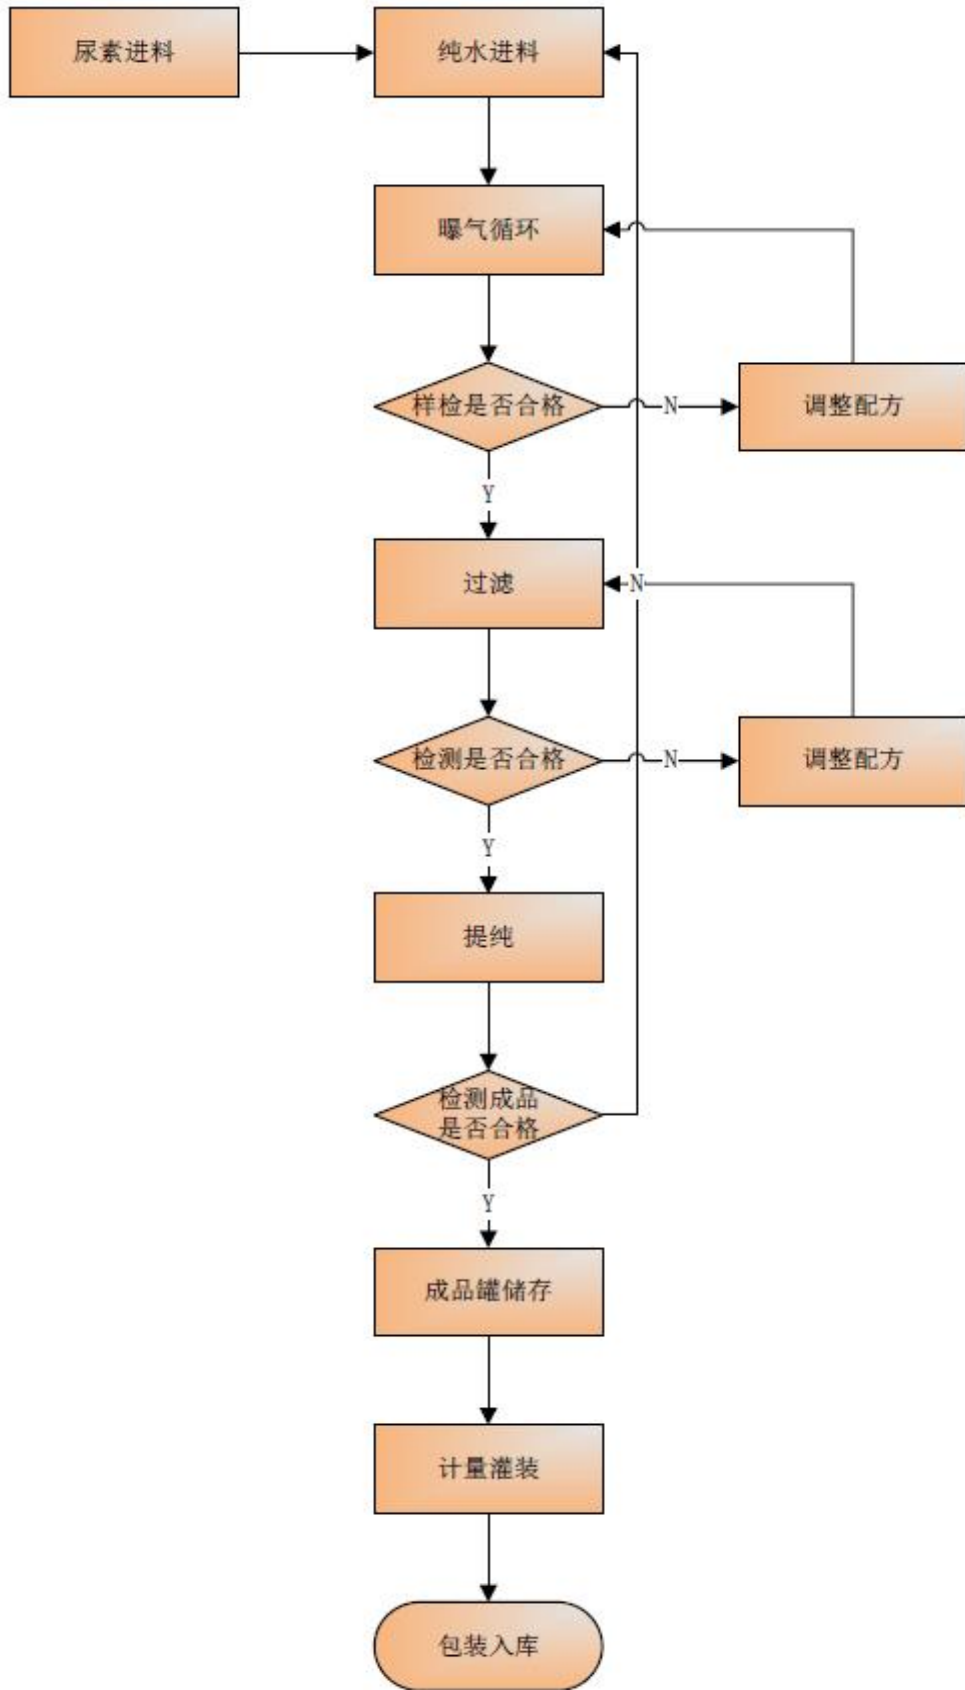 尿素进料
纯水进料
曝气循环
样检是否合格
N
调整配方
Y
过滤
N
检测是否合格
N
调整配方
Y
提纯
检测成品
是否合格
Y
成品罐储存
计量灌装
包装入库